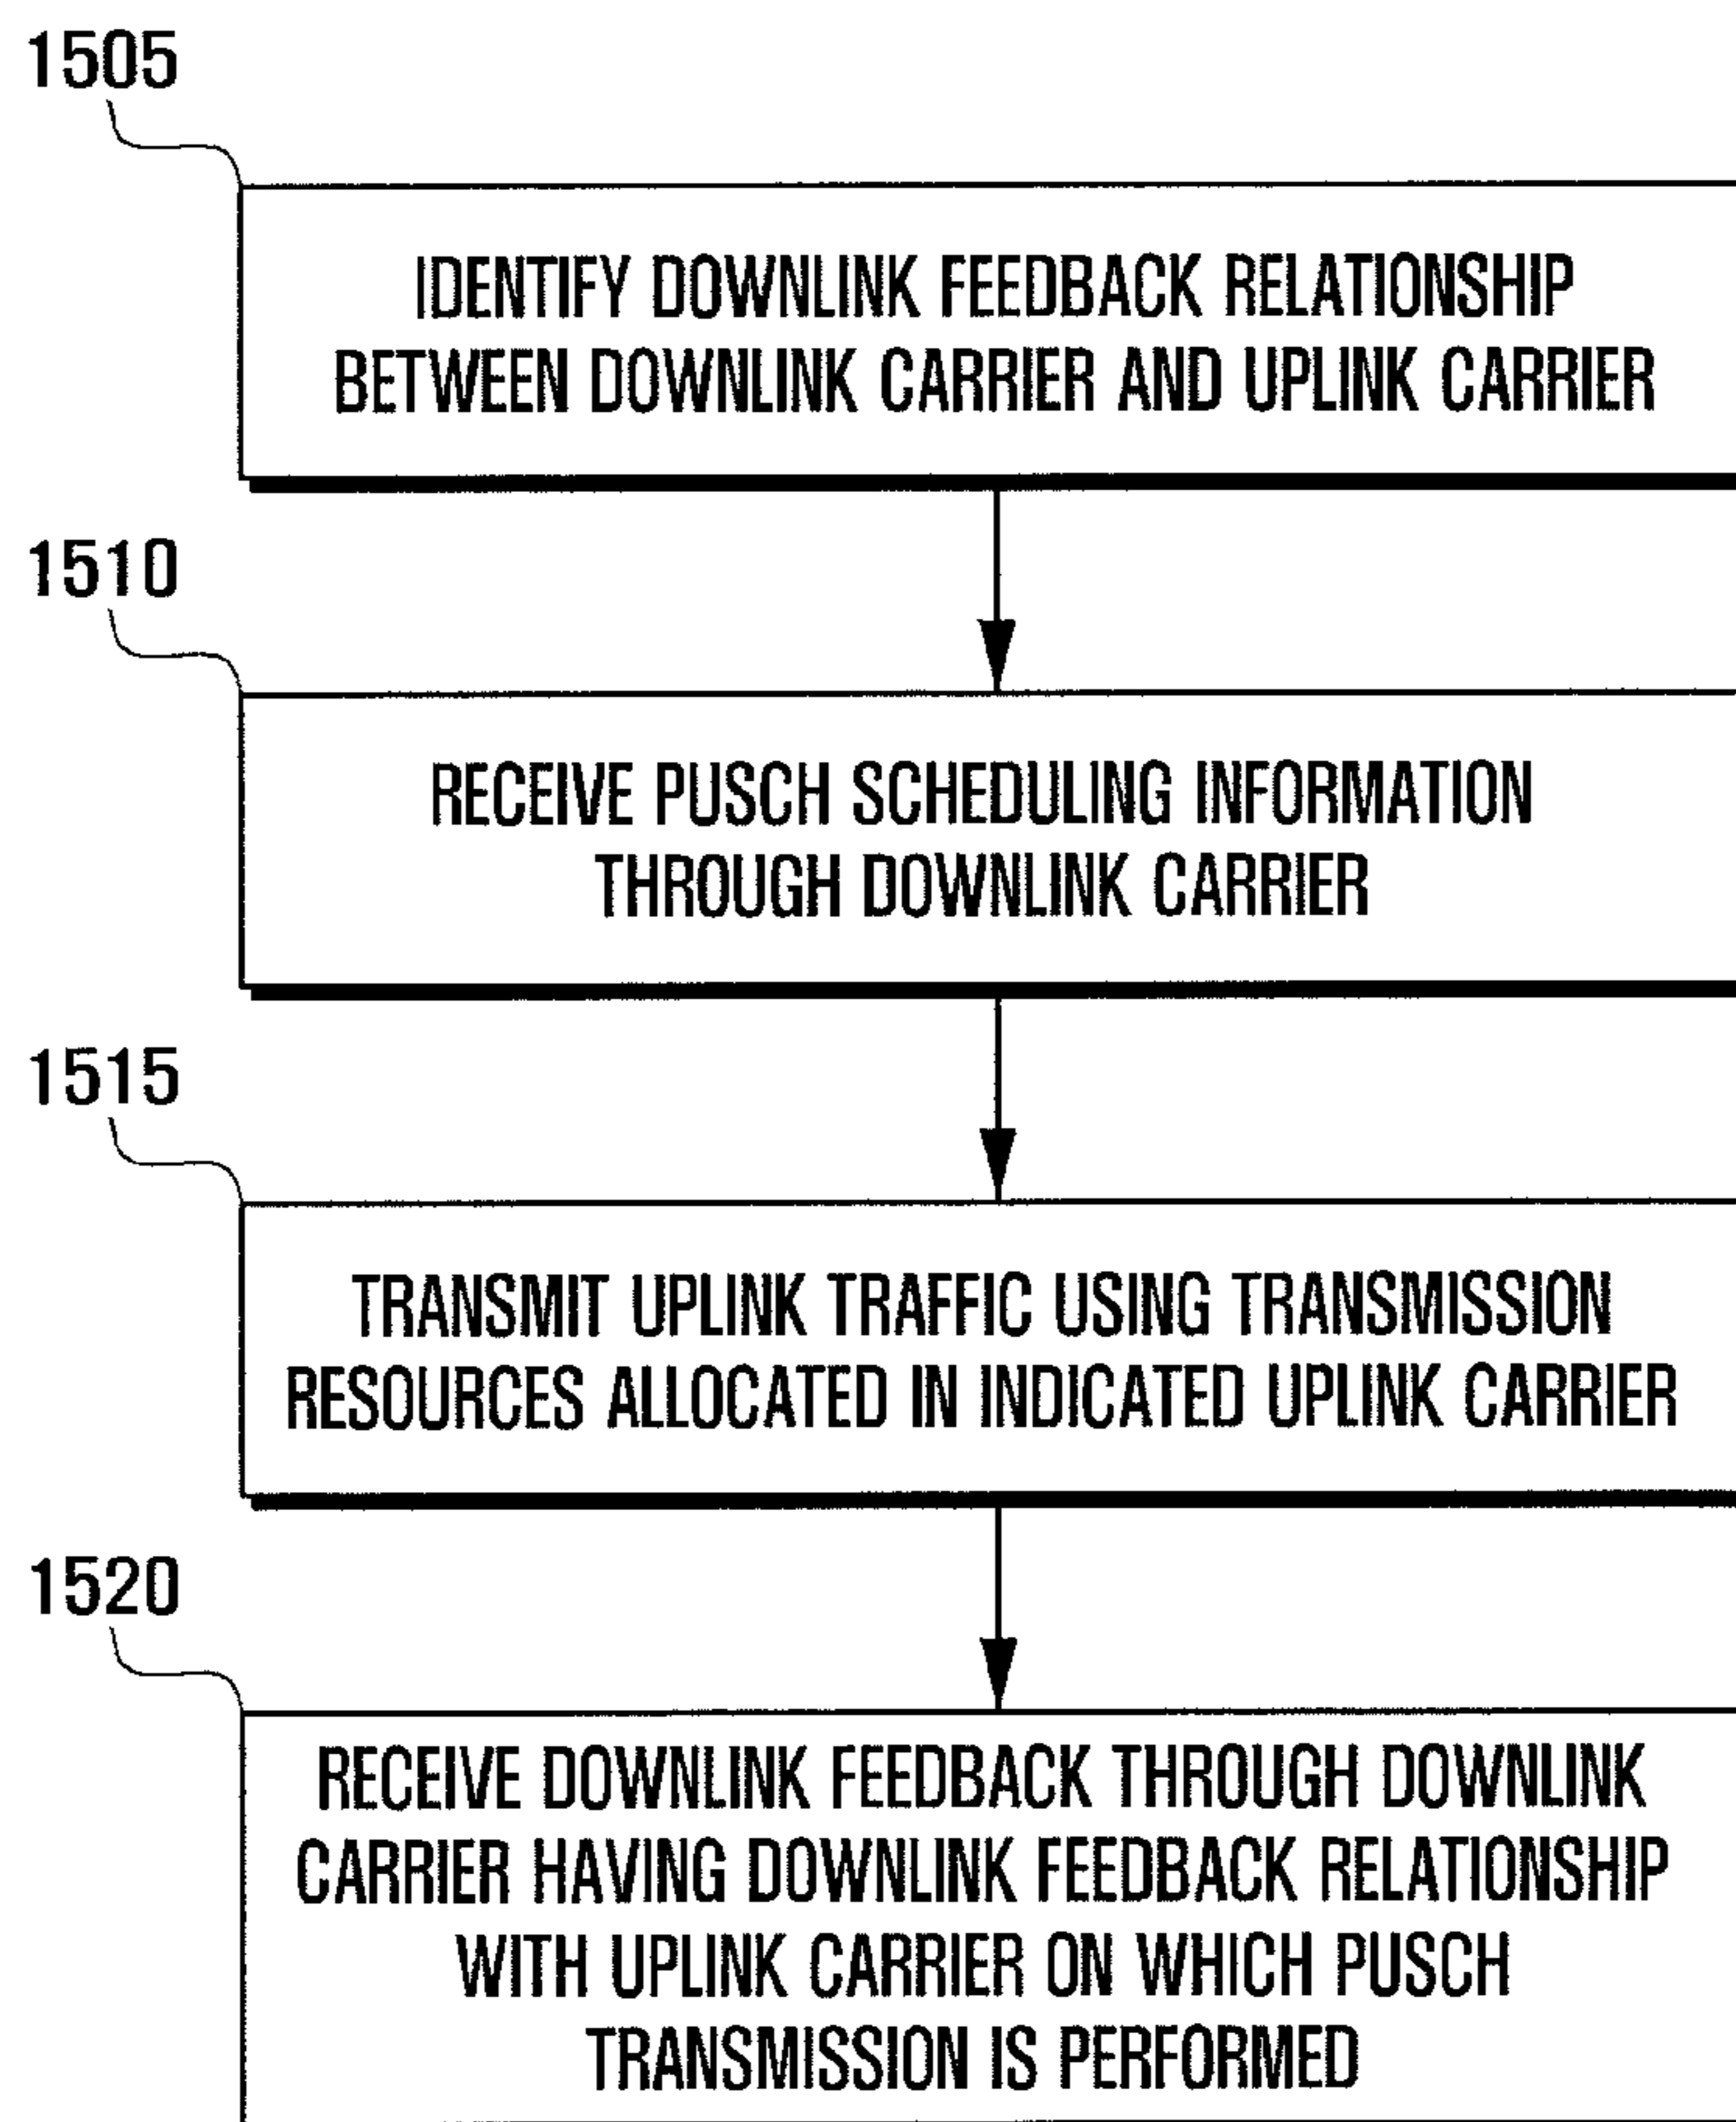 1505
IDENTIFY DOWNLINK FEEDBACK RELATIONSHIP
BETWEEN DOWNLINK CARRIER AND UPLINK CARRIER
1510
RECEIVE PUSCH SCHEDULING INFORMATION
THROUGH DOWNLINK CARRIER
1515
TRANSMIT UPLINK TRAFFIC USING TRANSMISSION
RESOURCES ALLOCATED IN INDICATED UPLINK CARRIER
1520
RECEIVE DOWNLINK FEEDBACK THROUGH DOWNLINK
CARRIER HAVING DOWNLINK FEEDBACK RELATIONSHIP
WITH UPLINK CARRIER ON WHICH PUSCH
TRANSMISSION IS PERFORMED